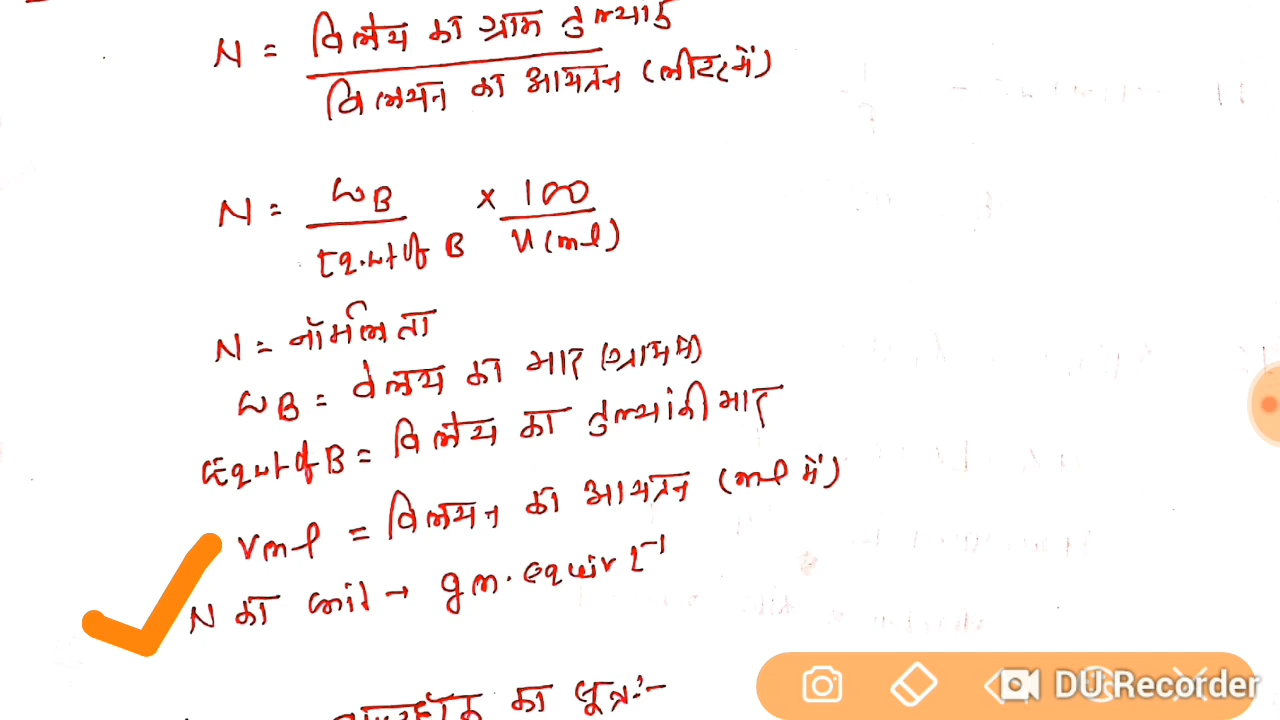 N = विलेय का ग्राम तुल्यांक
विलयन का आयतन (लीटर में)
N = WB / Eq.wt of B × 100 / V(ml)
N = नॉर्मलता
WB = वेलेय का भार (ग्राम में)
Eq wt of B = विलेय का तुल्यांकी भार
Vml = विलयन का आयतन (ml में)
N का unit → gm. equiv L⁻¹
का सूत्र :-
DU Recorder